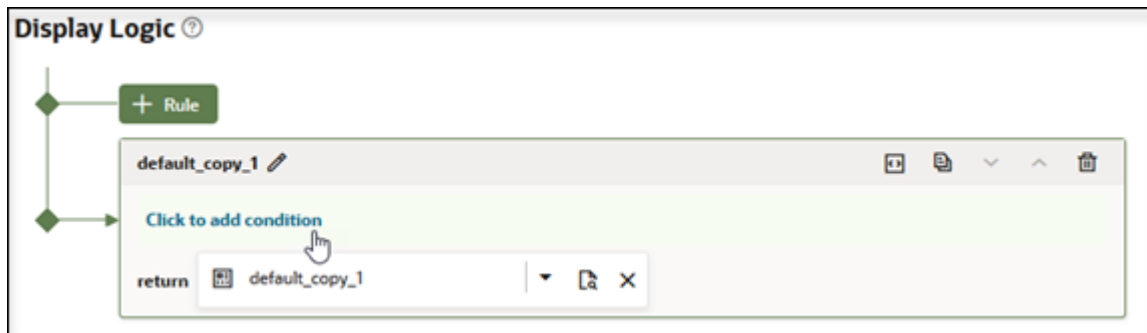 Display Logic ?
+ Rule
default_copy_1
Click to add condition
return default_copy_1